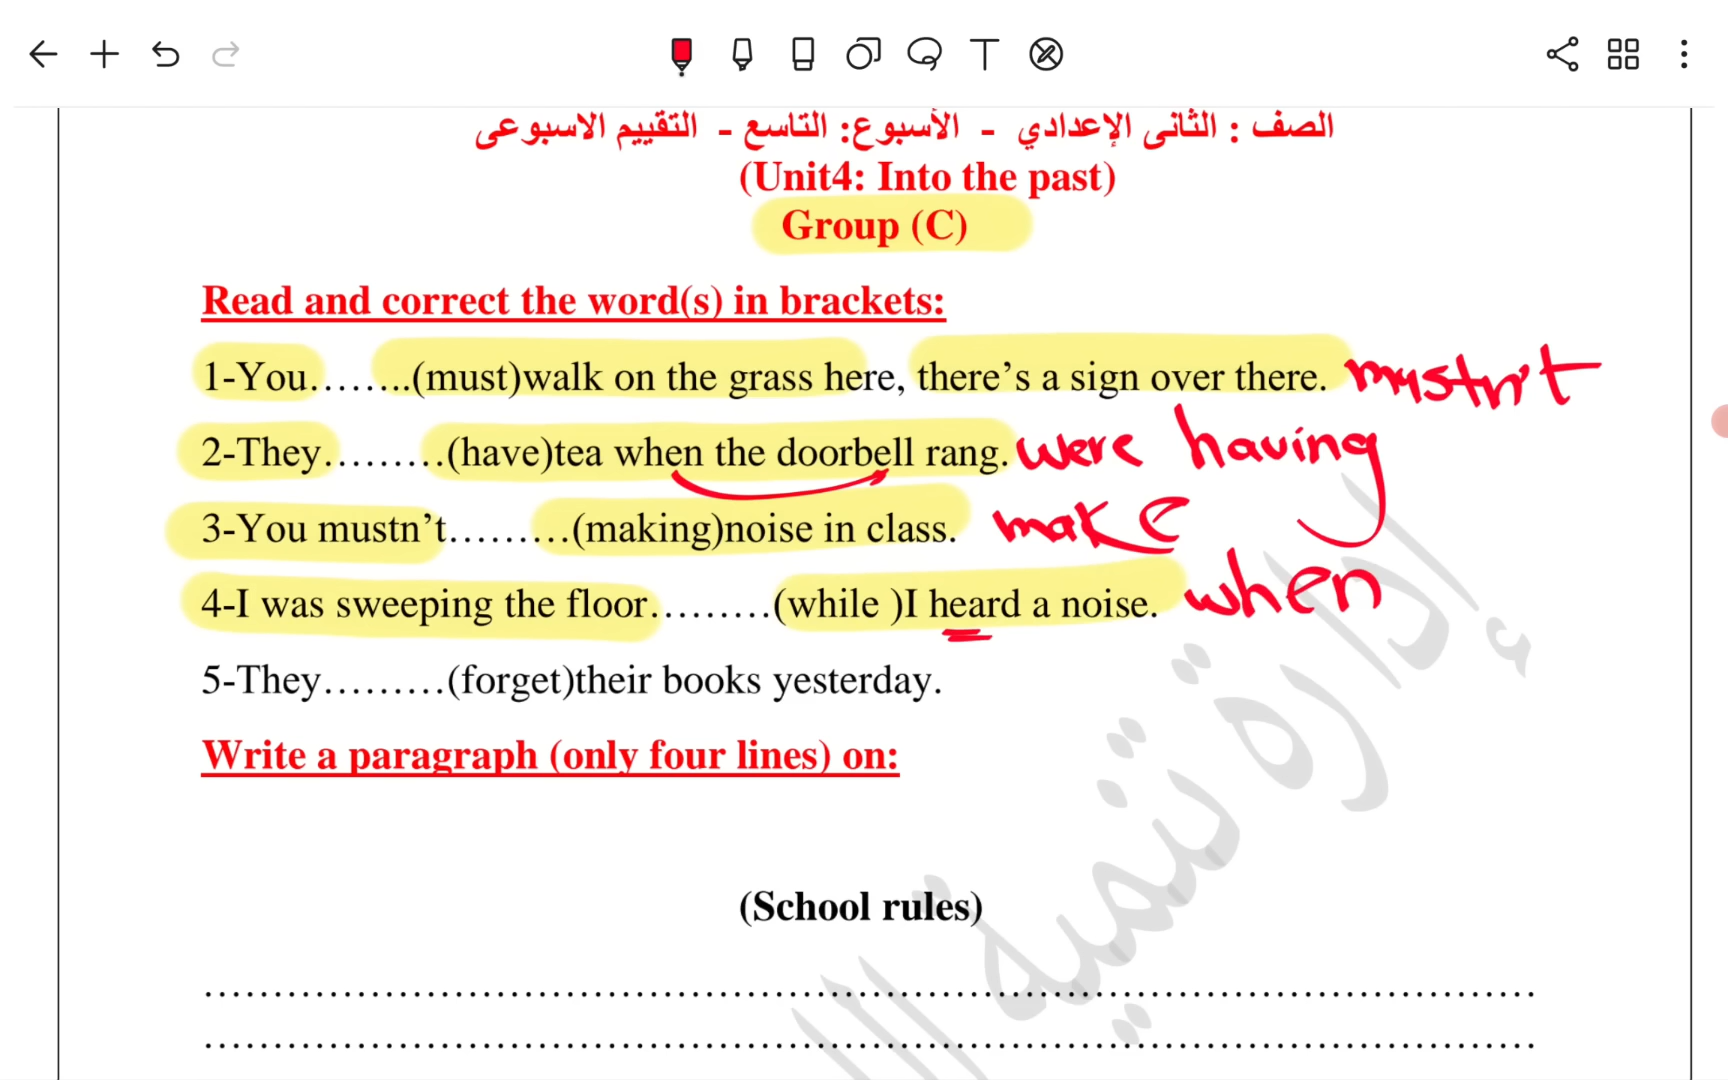 الصف : الثانى الإعدادي - الأسبوع: التاسع - التقييم الاسبوعى
(Unit4: Into the past)
Group (C)
Read and correct the word(s) in brackets:
1-You........(must)walk on the grass here, there's a sign over there. mustn't
2-They.........(have)tea when the doorbell rang. were having
3-You mustn't.........(making)noise in class. make
4-I was sweeping the floor.........(while )I heard a noise. when
5-They.........(forget)their books yesterday.
Write a paragraph (only four lines) on:
(School rules)